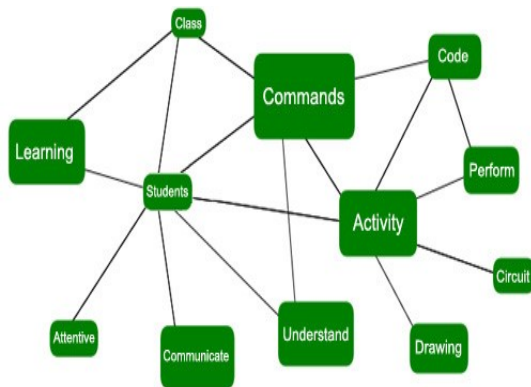 Class
Code
Commands
Learning
Perform
Students
Activity
Circuit
Attentive
Understand
Communicate
Drawing